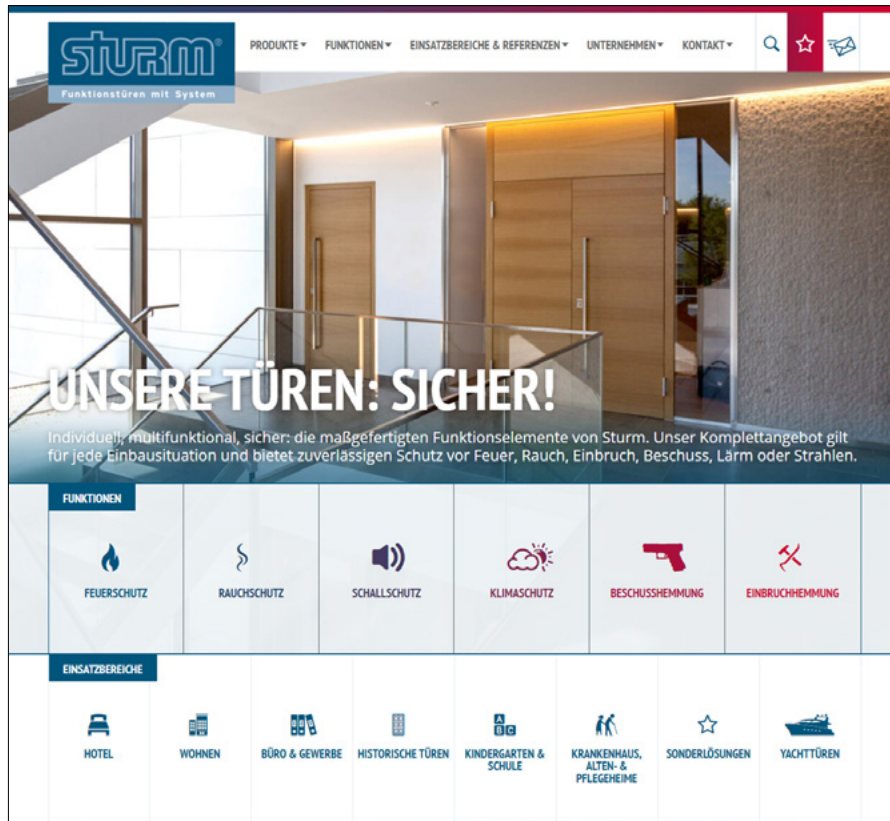 sturm®
Funktionstüren mit System
PRODUKTE FUNKTIONEN EINSATZBEREICHE & REFERENZEN UNTERNEHMEN KONTAKT
UNSERE TÜREN: SICHER!
Individuell, multifunktional, sicher: die maßgefertigten Funktionselemente von Sturm. Unser Komplettangebot gilt
für jede Einbausituation und bietet zuverlässigen Schutz vor Feuer, Rauch, Einbruch, Beschuss, Lärm oder Strahlen.
FUNKTIONEN
FEUERSCHUTZ
RAUCHSCHUTZ
SCHALLSCHUTZ
KLIMASCHUTZ
BESCHUSSHEMMUNG
EINBRUCHHEMMUNG
EINSATZBEREICHE
HOTEL
WOHNEN
BÜRO & GEWERBE
HISTORISCHE TÜREN
A
B C
KINDERGARTEN &
SCHULE
KRANKENHAUS,
ALTEN- &
PFLEGEHEIME
SONDERLÖSUNGEN
YACHTTÜREN